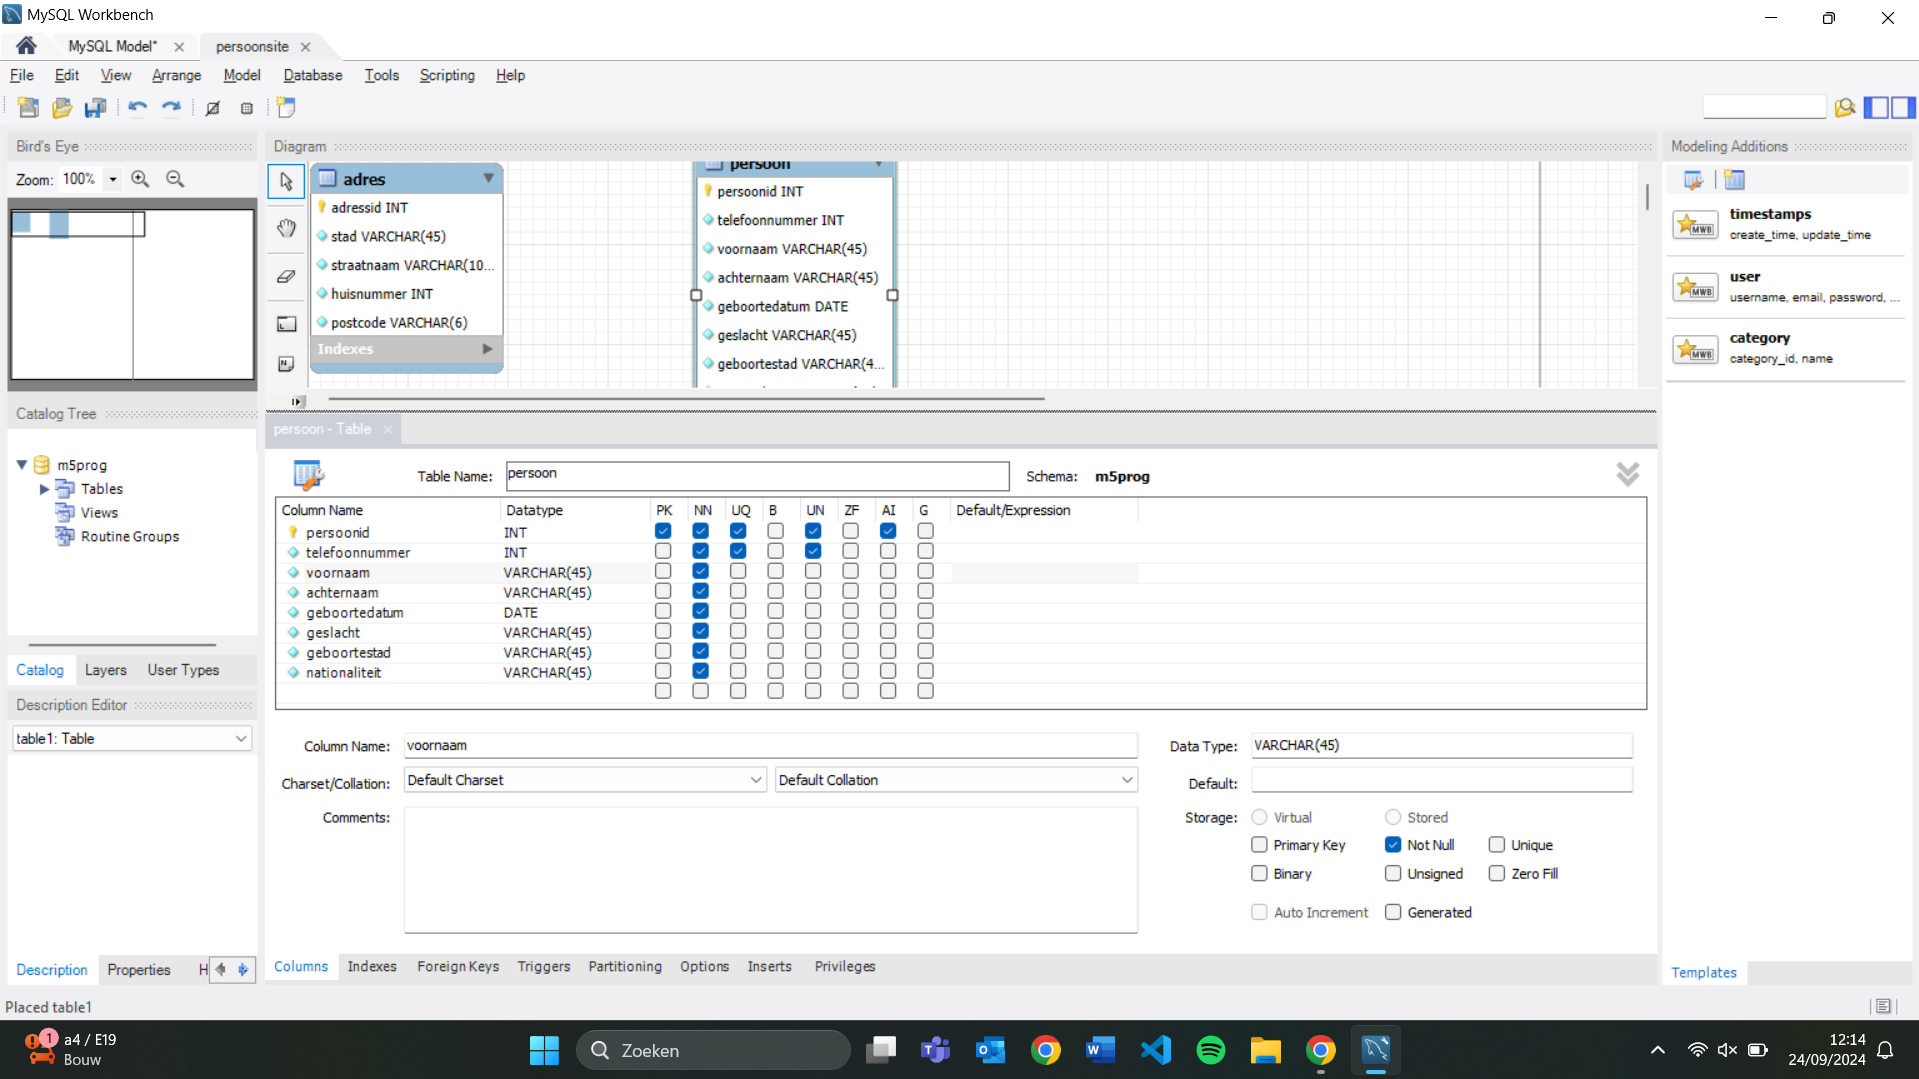 MySQL Workbench
MySQL Model*
persoonsite
File Edit View Arrange Model Database Tools Scripting Help
Bird's Eye
Zoom: 100%
Diagram
adres
adressid INT
stad VARCHAR(45)
straatnaam VARCHAR(10...
huisnummer INT
postcode VARCHAR(6)
Indexes
persoon
persoonid INT
telefoonnummer INT
voornaam VARCHAR(45)
achternaam VARCHAR(45)
geboortedatum DATE
geslacht VARCHAR(45)
geboortestad VARCHAR(4...
Modeling Additions
timestamps
create_time, update_time
user
username, email, password, ...
category
category_id, name
Templates
Catalog Tree
m5prog
Tables
Views
Routine Groups
Catalog Layers User Types
Description Editor
table1: Table
Description Properties H
persoon - Table
Table Name: persoon Schema: m5prog
Column Name Datatype PK NN UQ B UN ZF AI G Default/Expression
persoonid INT
telefoonnummer INT
voornaam VARCHAR(45)
achternaam VARCHAR(45)
geboortedatum DATE
geslacht VARCHAR(45)
geboortestad VARCHAR(45)
nationaliteit VARCHAR(45)
Column Name: voornaam Data Type: VARCHAR(45)
Charset/Collation: Default Charset Default Collation Default:
Comments: Storage: Virtual Stored
Primary Key Not Null Unique
Binary Unsigned Zero Fill
Auto Increment Generated
Columns Indexes Foreign Keys Triggers Partitioning Options Inserts Privileges
Placed table1
1 a4 / E19
Bouw
Zoeken
12:14
24/09/2024